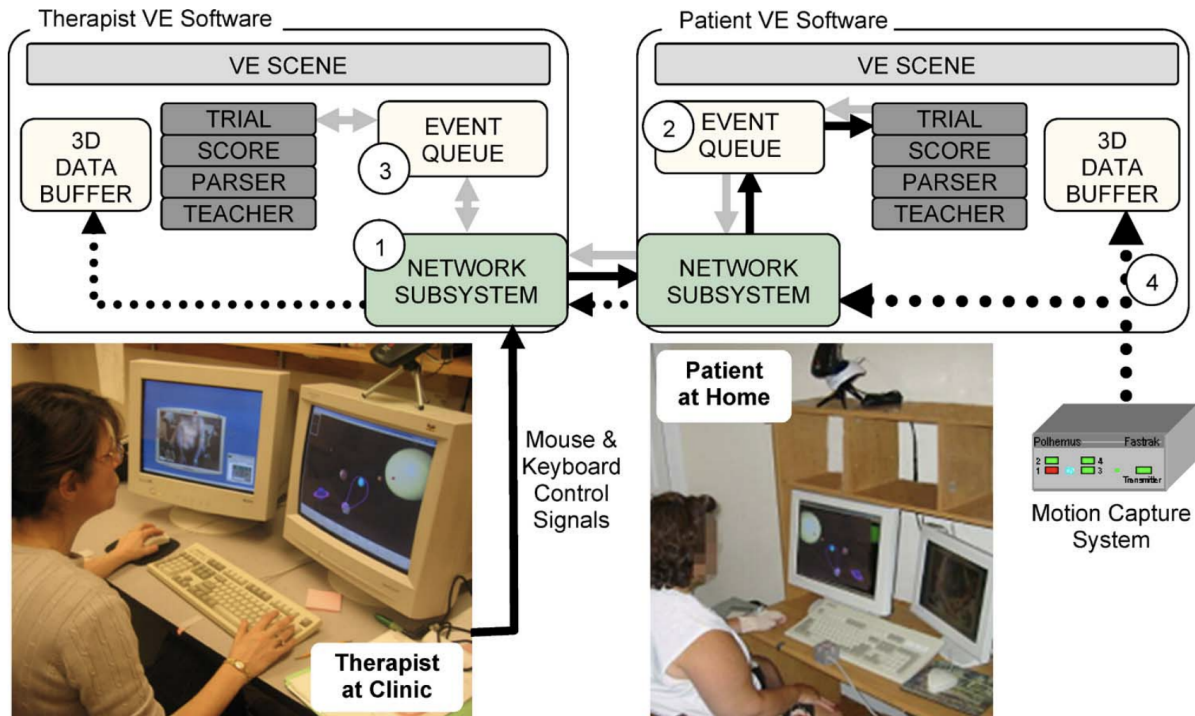 Therapist VE Software
VE SCENE
3D
DATA
BUFFER
TRIAL
SCORE
PARSER
TEACHER
EVENT
QUEUE
3
1
NETWORK
SUBSYSTEM
Patient VE Software
VE SCENE
2
EVENT
QUEUE
TRIAL
SCORE
PARSER
TEACHER
3D
DATA
BUFFER
NETWORK
SUBSYSTEM
4
Mouse &
Keyboard
Control
Signals
Therapist
at Clinic
Patient
at Home
Polhemus Fastrak
2 4
1 3
Transmitter
Motion Capture
System